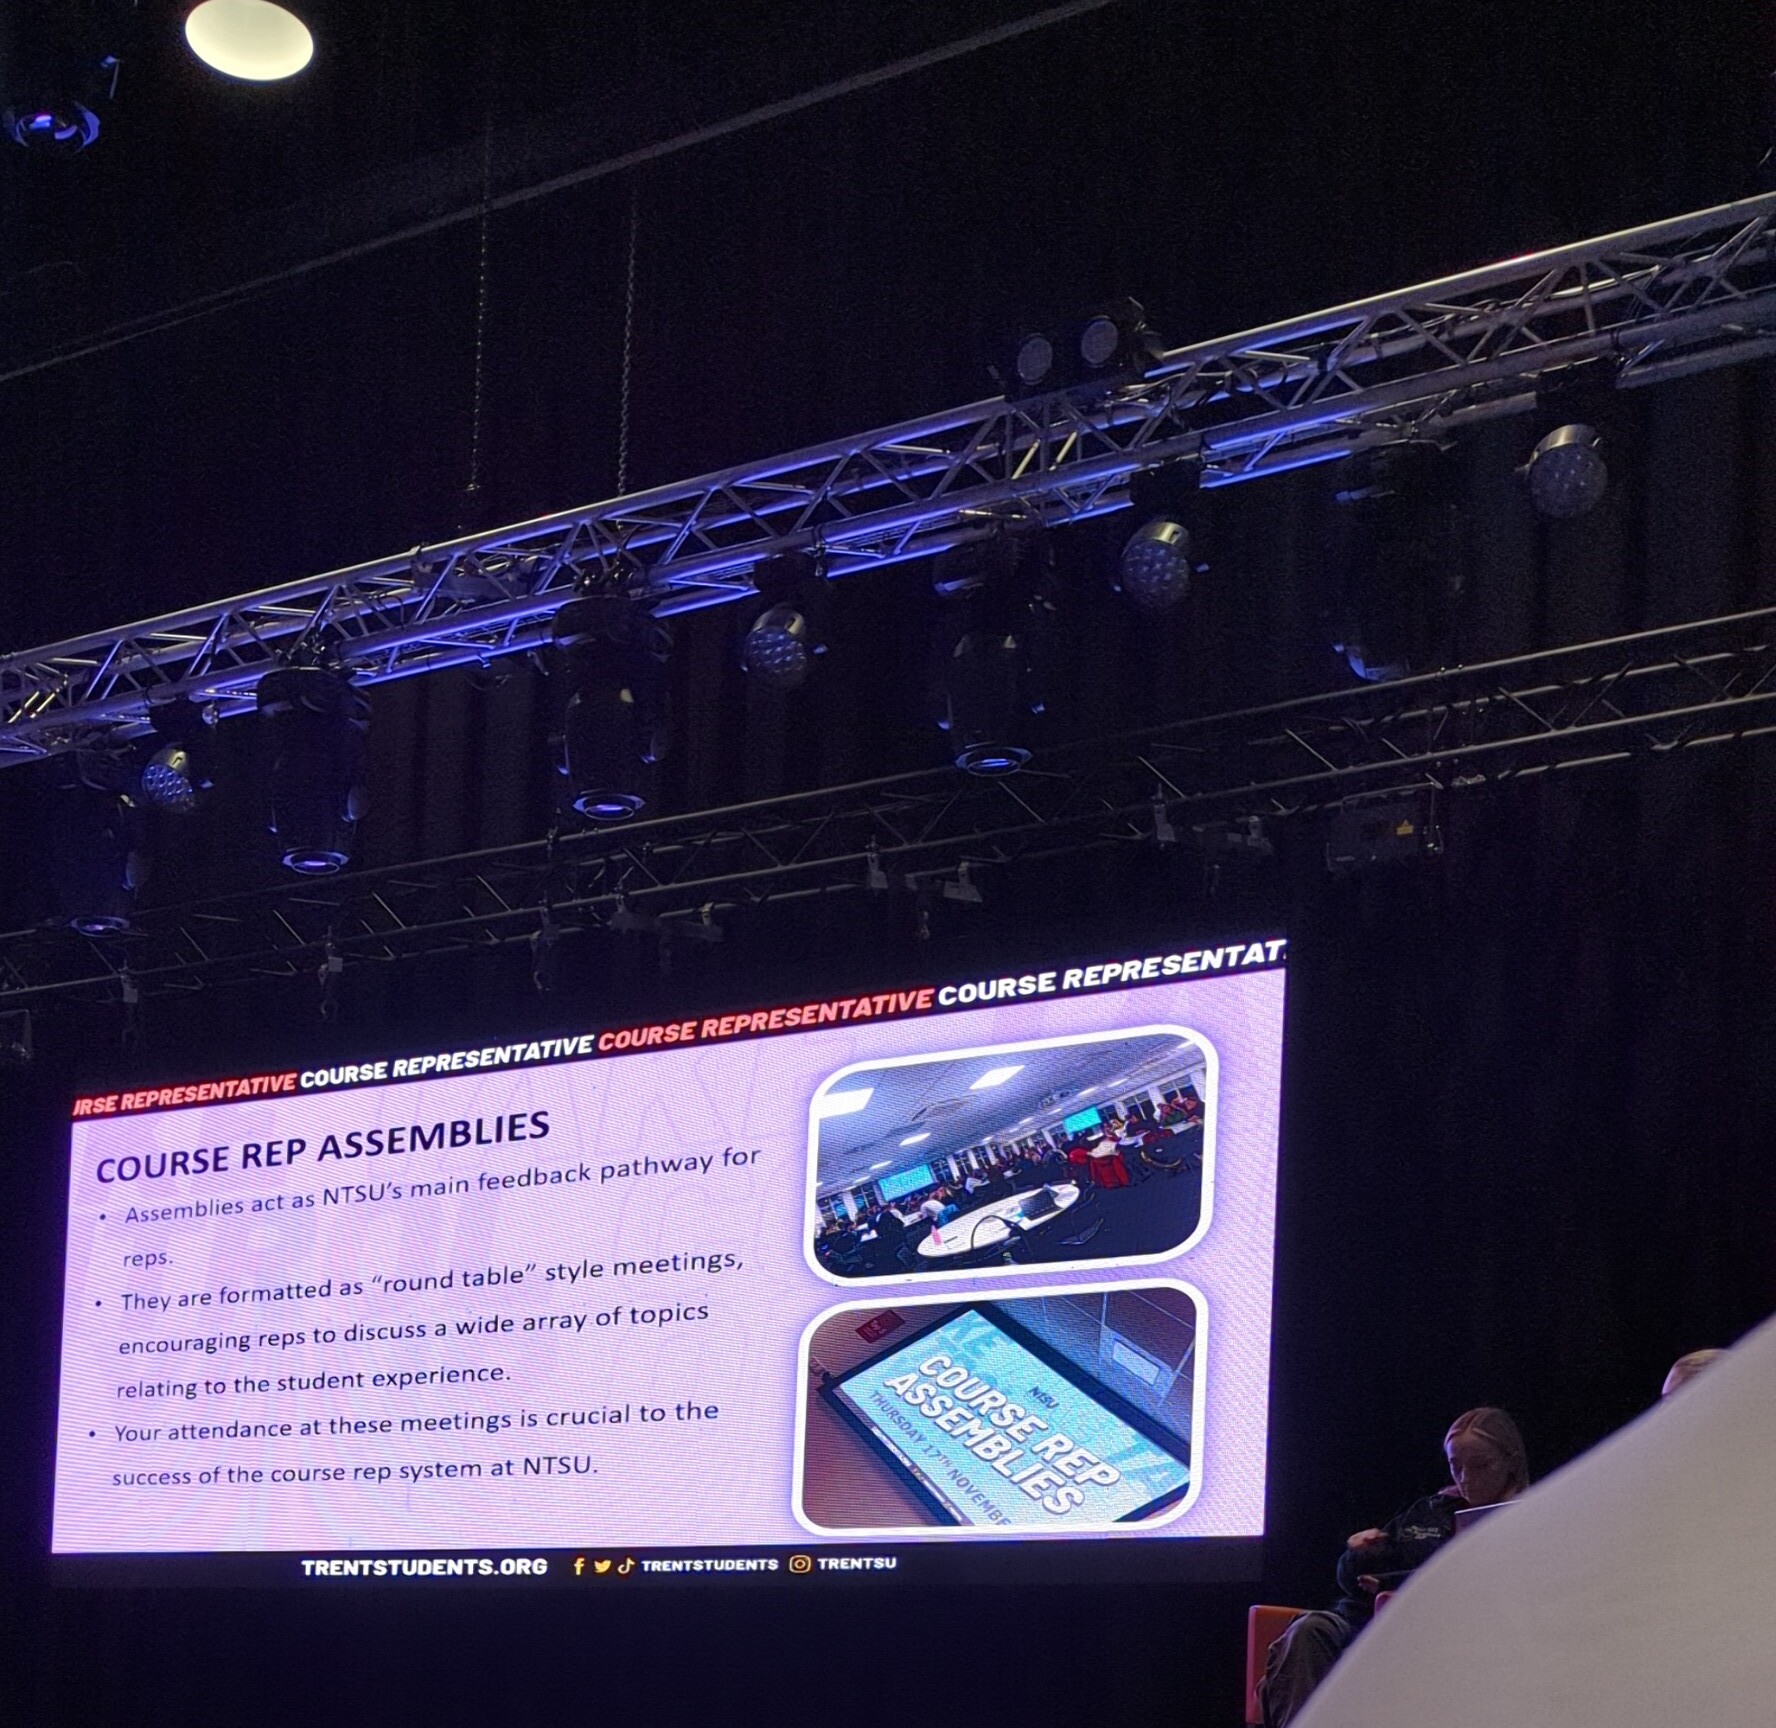 URSE REPRESENTATIVE COURSE REPRESENTATIVE COURSE REPRESENTATIVE COURSE REPRESENTAT
COURSE REP ASSEMBLIES
• Assemblies act as NTSU’s main feedback pathway for
reps.
• They are formatted as “round table” style meetings,
encouraging reps to discuss a wide array of topics
relating to the student experience.
• Your attendance at these meetings is crucial to the
success of the course rep system at NTSU.
NTSU
COURSE REP
ASSEMBLIES
THURSDAY 17TH NOVEMBE
TRENTSTUDENTS.ORG TRENTSTUDENTS TRENTSU